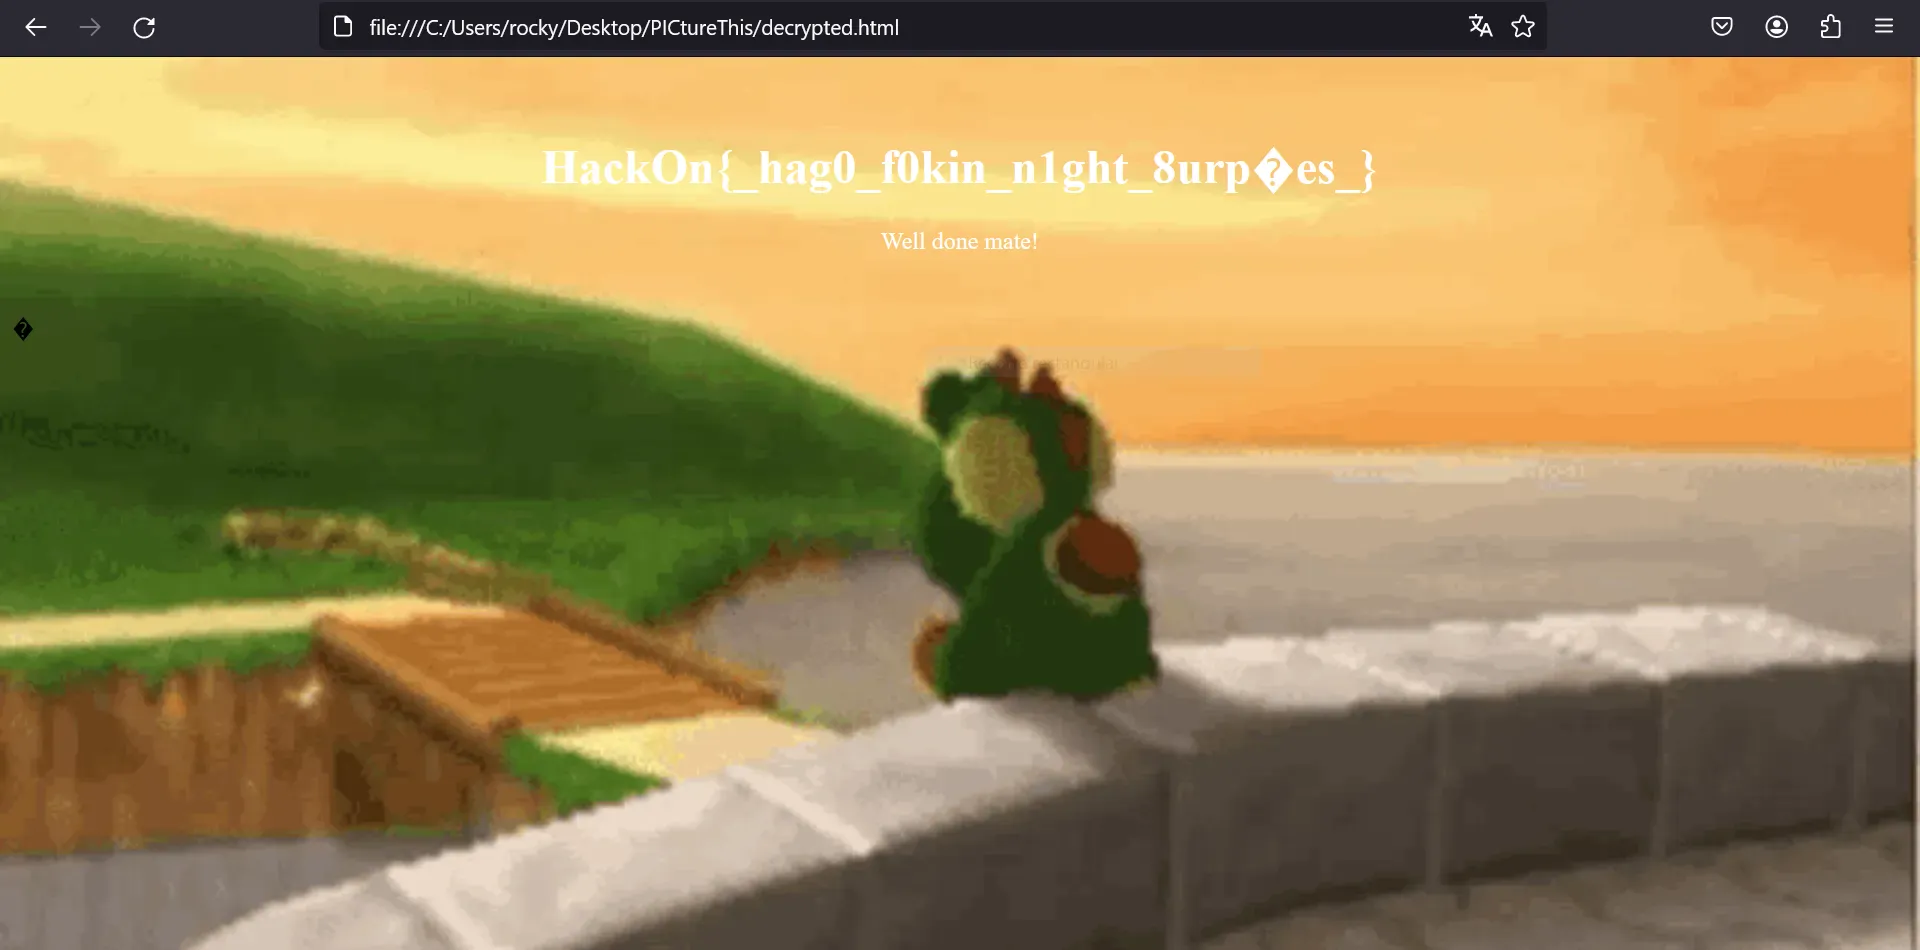 file:///C:/Users/rocky/Desktop/PICtureThis/decrypted.html
HackOn{_hag0_f0kin_n1ght_8urp�es_}
Well done mate!
�